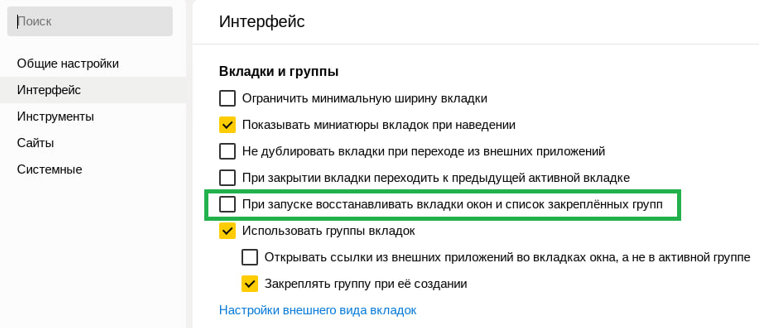 Поиск
Общие настройки
Интерфейс
Инструменты
Сайты
Системные
Интерфейс
Вкладки и группы
Ограничить минимальную ширину вкладки
Показывать миниатюры вкладок при наведении
Не дублировать вкладки при переходе из внешних приложений
При закрытии вкладки переходить к предыдущей активной вкладке
При запуске восстанавливать вкладки окон и список закреплённых групп
Использовать группы вкладок
Открывать ссылки из внешних приложений во вкладках окна, а не в активной группе
Закреплять группу при её создании
Настройки внешнего вида вкладок